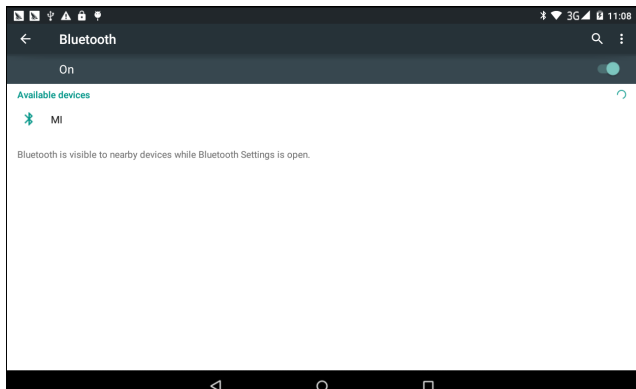 3G 11:08
Bluetooth
On
Available devices
MI
Bluetooth is visible to nearby devices while Bluetooth Settings is open.